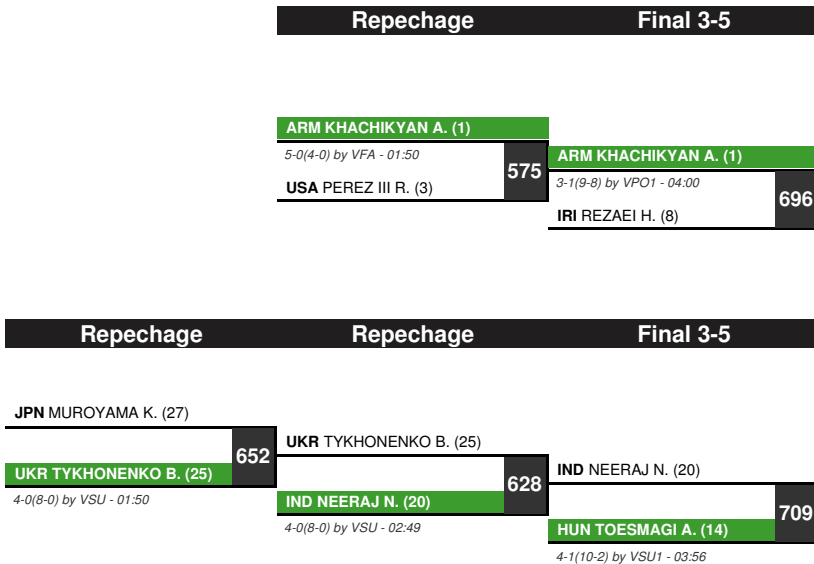 Repechage Final 3-5
ARM KHACHIKYAN A. (1)
5-0(4-0) by VFA - 01:50
575
USA PEREZ III R. (3)
ARM KHACHIKYAN A. (1)
3-1(9-8) by VPO1 - 04:00
696
IRI REZAEI H. (8)
Repechage Repechage Final 3-5
JPN MUROYAMA K. (27)
652
UKR TYKHONENKO B. (25)
4-0(8-0) by VSU - 01:50
UKR TYKHONENKO B. (25)
628
IND NEERAJ N. (20)
4-0(8-0) by VSU - 02:49
IND NEERAJ N. (20)
709
HUN TOESMAGI A. (14)
4-1(10-2) by VSU1 - 03:56